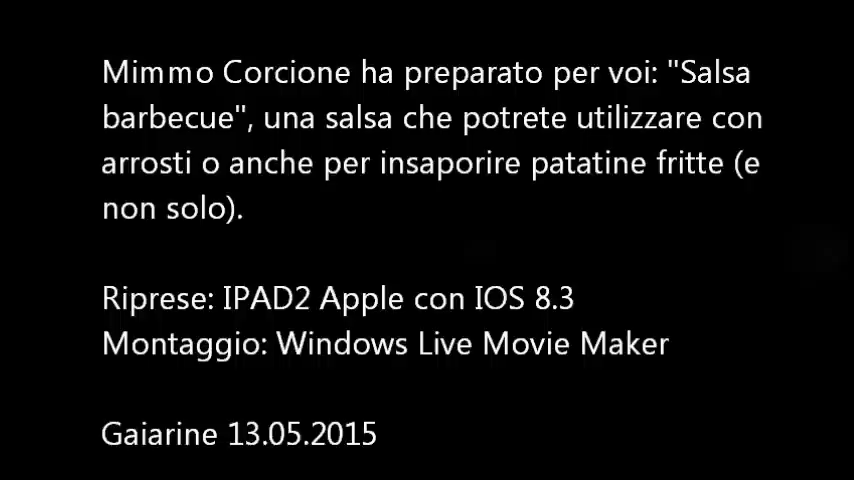 Mimmo Corcione ha preparato per voi: "Salsa
barbecue", una salsa che potrete utilizzare con
arrosti o anche per insaporire patatine fritte (e
non solo).
Riprese: IPAD2 Apple con IOS 8.3
Montaggio: Windows Live Movie Maker
Gaiarine 13.05.2015